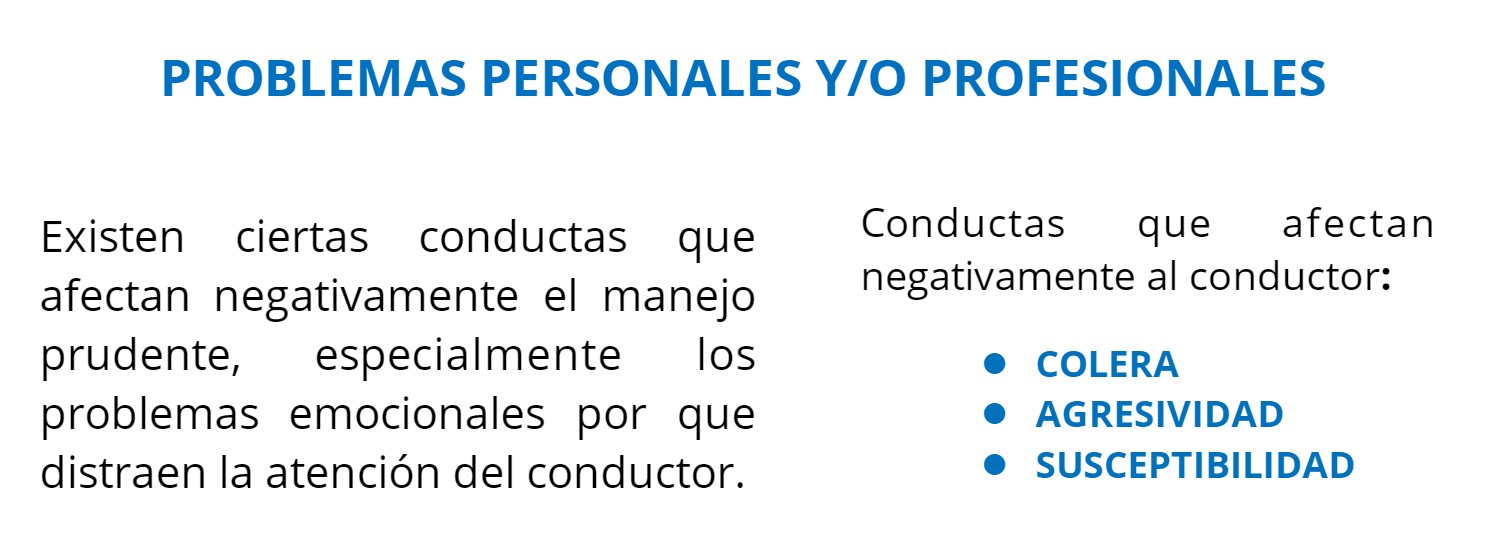 PROBLEMAS PERSONALES Y/O PROFESIONALES
Existen ciertas conductas que
afectan negativamente el manejo
prudente, especialmente los
problemas emocionales por que
distraen la atención del conductor.
Conductas que afectan
negativamente al conductor:
● COLERA
● AGRESIVIDAD
● SUSCEPTIBILIDAD